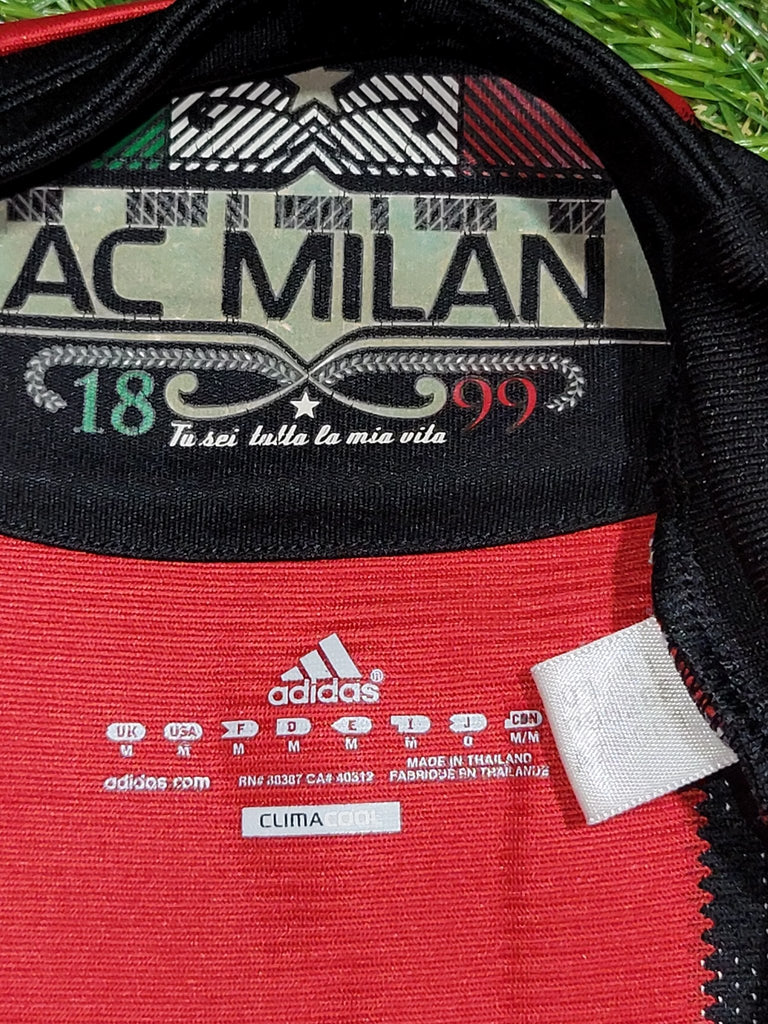 AC MILAN
18 99
Tu sei tutta la mia vita
adidas
UK USA F D E I J CDN
M M M M M M O M/M
adidas.com RN# 88387 CA# 40312 MADE IN THAILAND
FABRIQUÉ EN THAILANDE
CLIMACOOL